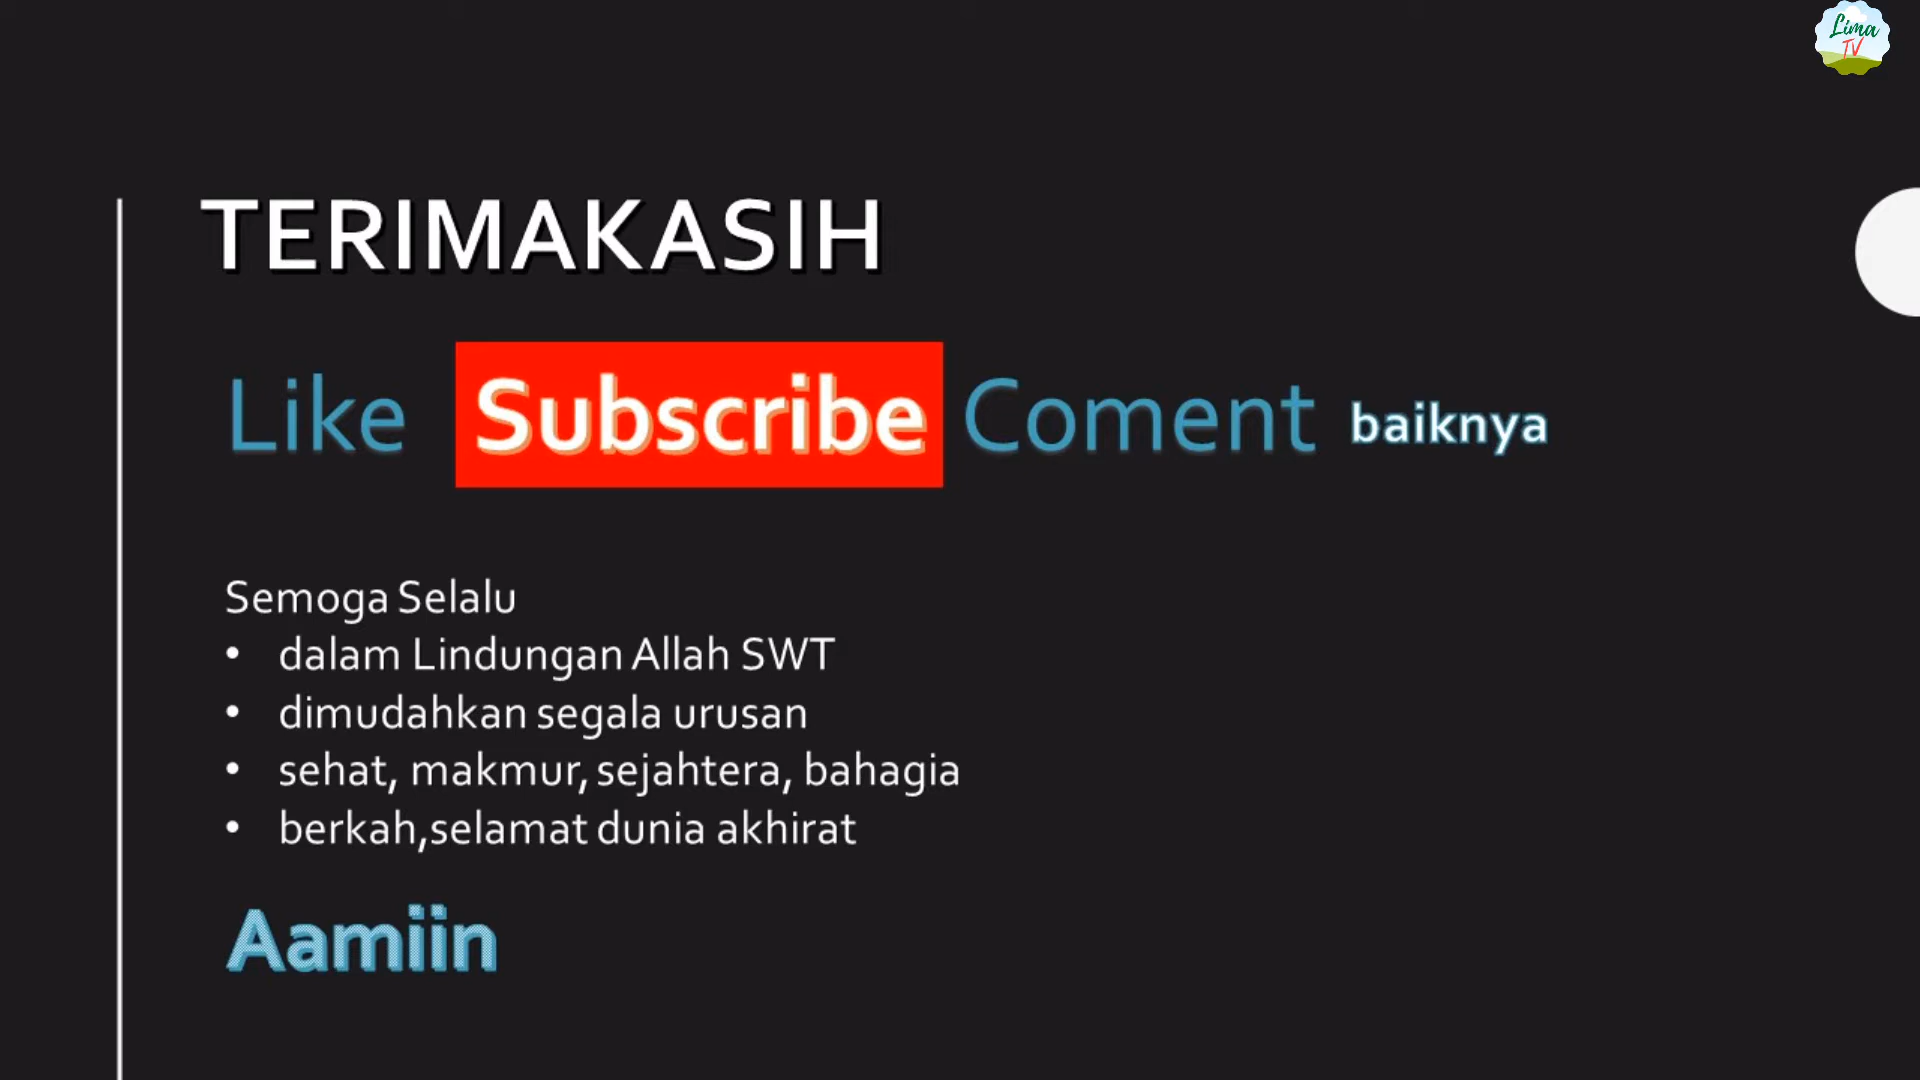 Lima
TV
TERIMAKASIH
Like Subscribe Coment baiknya
Semoga Selalu
• dalam Lindungan Allah SWT
• dimudahkan segala urusan
• sehat, makmur, sejahtera, bahagia
• berkah,selamat dunia akhirat
Aamiin